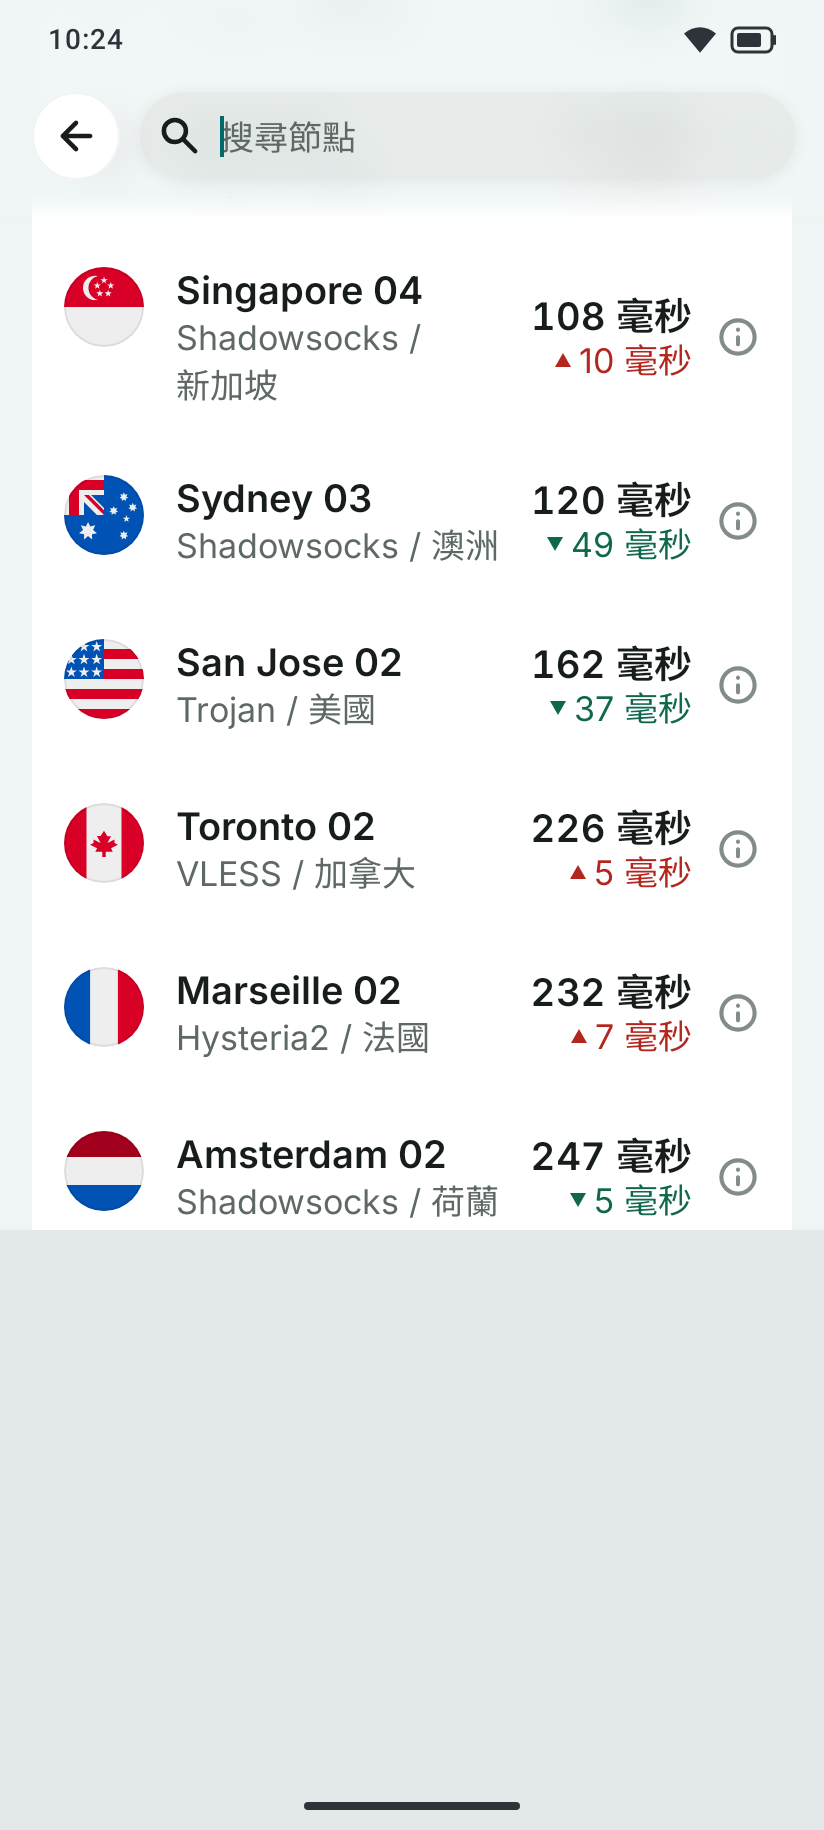 10:24
搜尋節點
Singapore 04
Shadowsocks /
新加坡
108 毫秒
▲10 毫秒
Sydney 03
Shadowsocks / 澳洲
120 毫秒
▼49 毫秒
San Jose 02
Trojan / 美國
162 毫秒
▼37 毫秒
Toronto 02
VLESS / 加拿大
226 毫秒
▲5 毫秒
Marseille 02
Hysteria2 / 法國
232 毫秒
▲7 毫秒
Amsterdam 02
Shadowsocks / 荷蘭
247 毫秒
▼5 毫秒